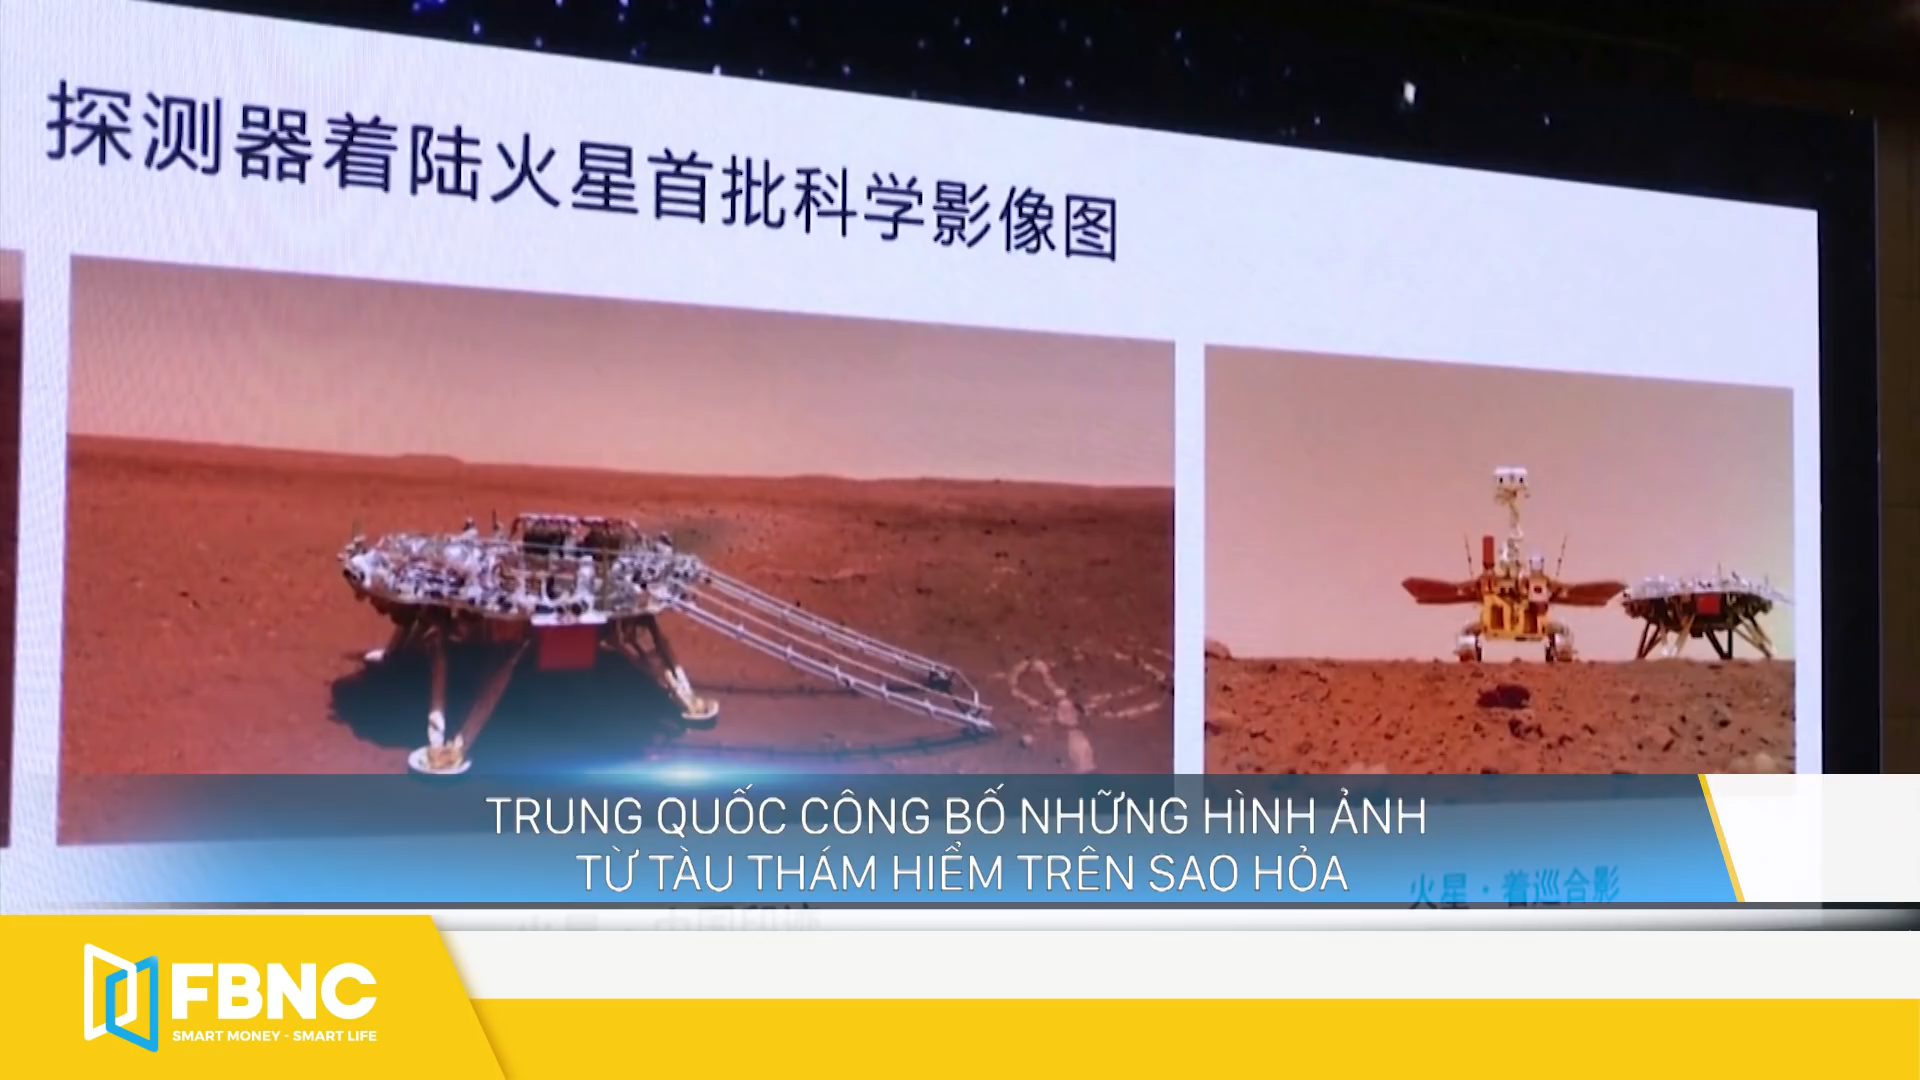 探测器着陆火星首批科学影像图
TRUNG QUỐC CÔNG BỐ NHỮNG HÌNH ẢNH
TỪ TÀU THÁM HIỂM TRÊN SAO HỎA
火星·着巡合影
FBNC
SMART MONEY - SMART LIFE